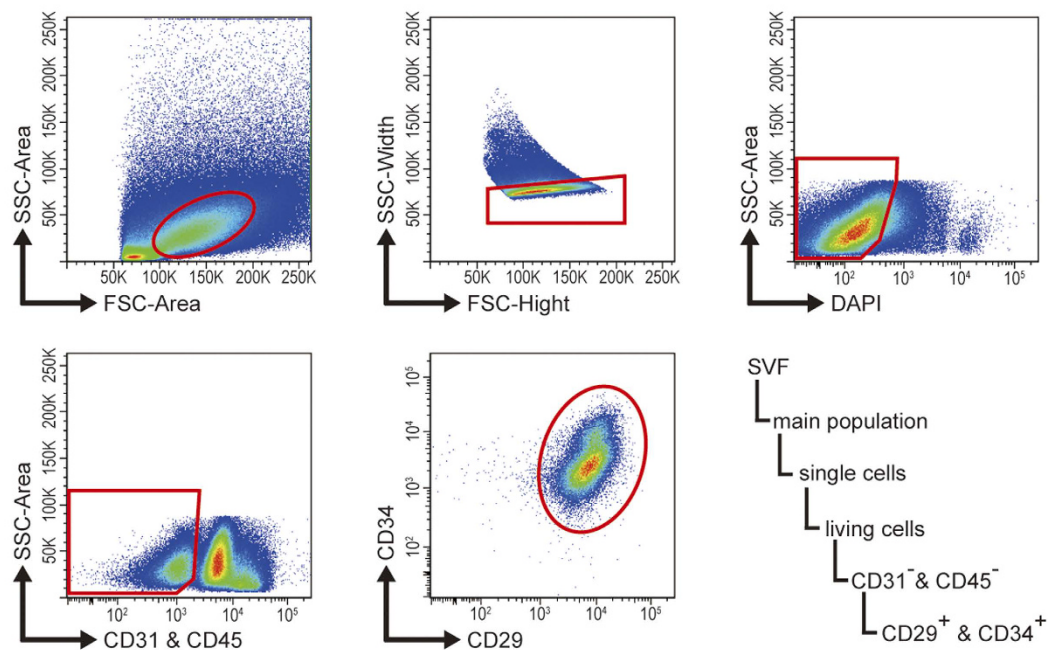 250K
200K
150K
100K
50K
SSC-Area
50K 100K 150K 200K 250K
FSC-Area
250K
200K
150K
100K
50K
SSC-Width
50K 100K 150K 200K 250K
FSC-Hight
250K
200K
150K
100K
50K
SSC-Area
10² 10³ 10⁴ 10⁵
DAPI
250K
200K
150K
100K
50K
SSC-Area
10² 10³ 10⁴ 10⁵
CD31 & CD45
10⁵
10⁴
10³
10²
CD34
10² 10³ 10⁴ 10⁵
CD29
SVF
main population
single cells
living cells
CD31⁻& CD45⁻
CD29⁺ & CD34⁺